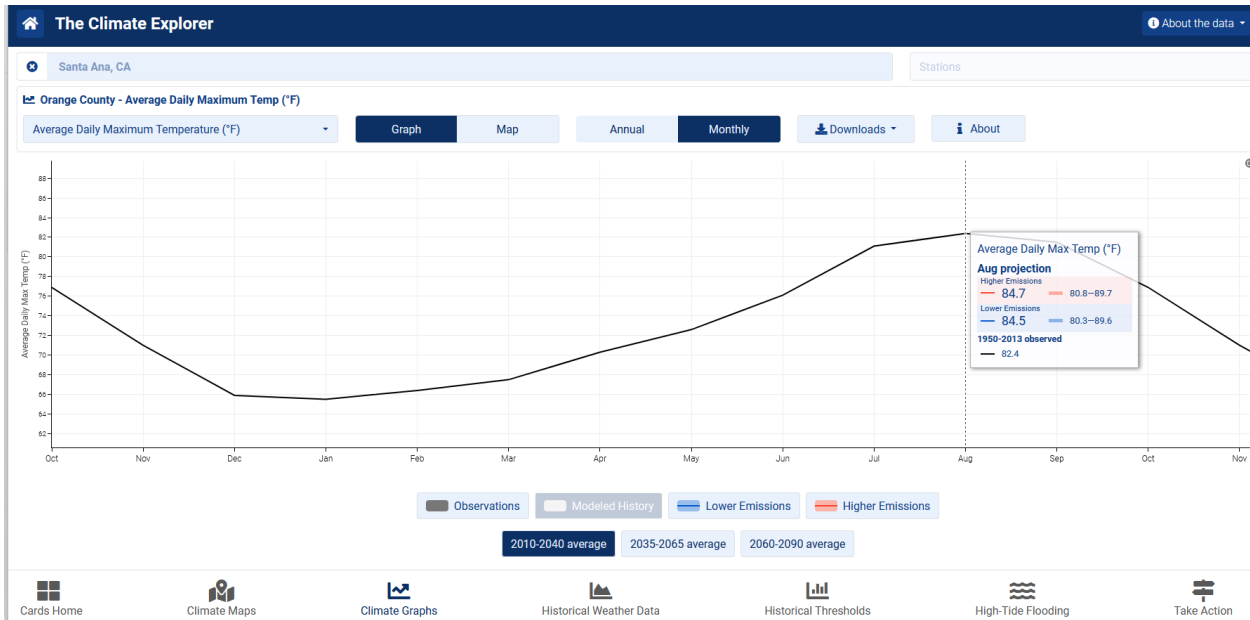 The Climate Explorer
About the data
Santa Ana, CA
Stations
Orange County - Average Daily Maximum Temp (°F)
Average Daily Maximum Temperature (°F)
Graph
Map
Annual
Monthly
Downloads
About
Average Daily Max Temp (°F)
88
86
84
82
80
78
76
74
72
70
68
66
64
62
Oct
Nov
Dec
Jan
Feb
Mar
Apr
May
Jun
Jul
Aug
Sep
Oct
Nov
Average Daily Max Temp (°F)
Aug projection
Higher Emissions
84.7 80.8—89.7
Lower Emissions
84.5 80.3—89.6
1950-2013 observed
82.4
Observations
Modeled History
Lower Emissions
Higher Emissions
2010-2040 average
2035-2065 average
2060-2090 average
Cards Home
Climate Maps
Climate Graphs
Historical Weather Data
Historical Thresholds
High-Tide Flooding
Take Action